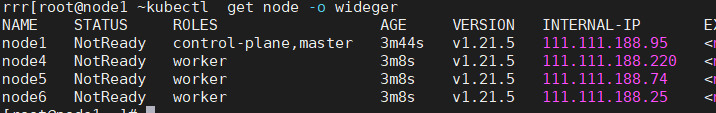 rrr[root@node1 ~kubectl  get node -o wideger
NAME    STATUS     ROLES                  AGE     VERSION   INTERNAL-IP       EX
node1   NotReady   control-plane,master   3m44s   v1.21.5   111.111.188.95    <n
node4   NotReady   worker                 3m8s    v1.21.5   111.111.188.220   <n
node5   NotReady   worker                 3m8s    v1.21.5   111.111.188.74    <n
node6   NotReady   worker                 3m8s    v1.21.5   111.111.188.25    <n
[root@node1 ~]#